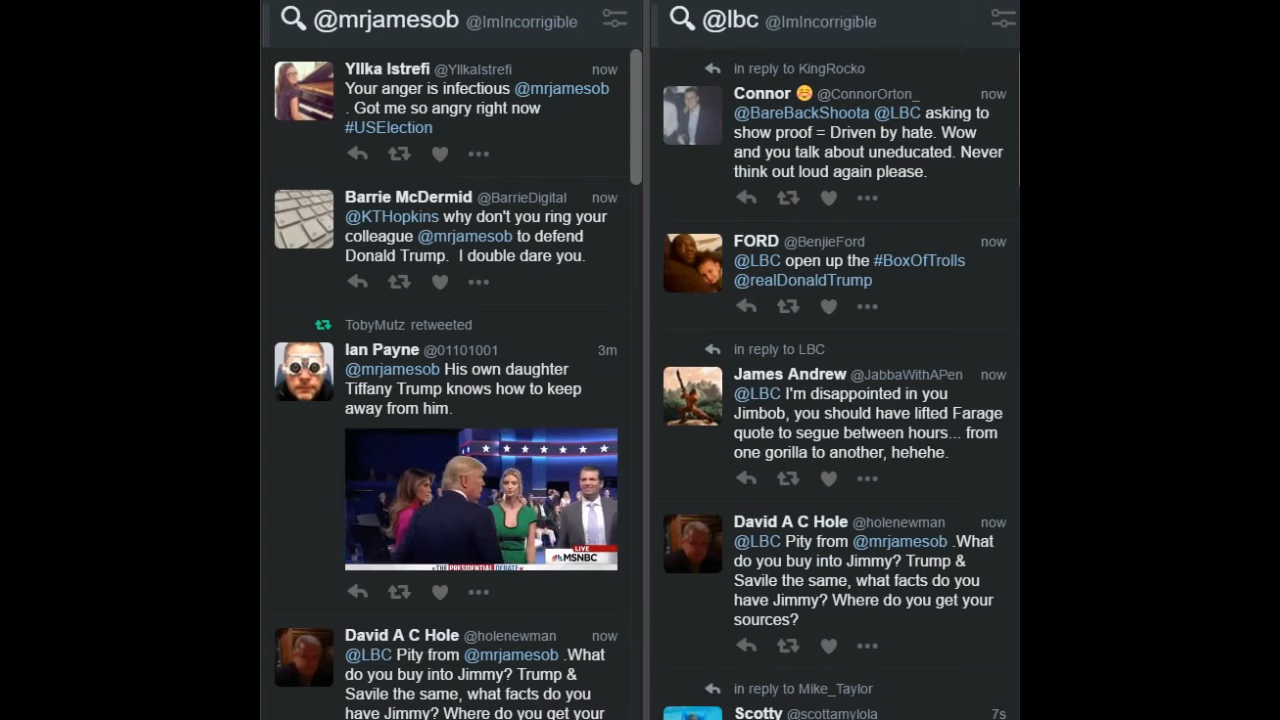 @mrjamesob @ImIncorrigible
Yllka Istrefi @YllkaIstrefi now
Your anger is infectious @mrjamesob
. Got me so angry right now
#USElection
Barrie McDermid @BarrieDigital now
@KTHopkins why don't you ring your
colleague @mrjamesob to defend
Donald Trump.  I double dare you.
TobyMutz retweeted
Ian Payne @01101001 3m
@mrjamesob His own daughter
Tiffany Trump knows how to keep
away from him.
LIVE
MSNBC
THE PRESIDENTIAL DEBATE
David A C Hole @holenewman now
@LBC Pity from @mrjamesob .What
do you buy into Jimmy? Trump &
Savile the same, what facts do you
have Jimmy? Where do you get your
@lbc @ImIncorrigible
in reply to KingRocko
Connor @ConnorOrton_ now
@BareBackShoota @LBC asking to
show proof = Driven by hate. Wow
and you talk about uneducated. Never
think out loud again please.
FORD @BenjieFord now
@LBC open up the #BoxOfTrolls
@realDonaldTrump
in reply to LBC
James Andrew @JabbaWithAPen now
@LBC I'm disappointed in you
Jimbob, you should have lifted Farage
quote to segue between hours... from
one gorilla to another, hehehe.
David A C Hole @holenewman now
@LBC Pity from @mrjamesob .What
do you buy into Jimmy? Trump &
Savile the same, what facts do you
have Jimmy? Where do you get your
sources?
in reply to Mike_Taylor
Scotty @scottamylola 7s